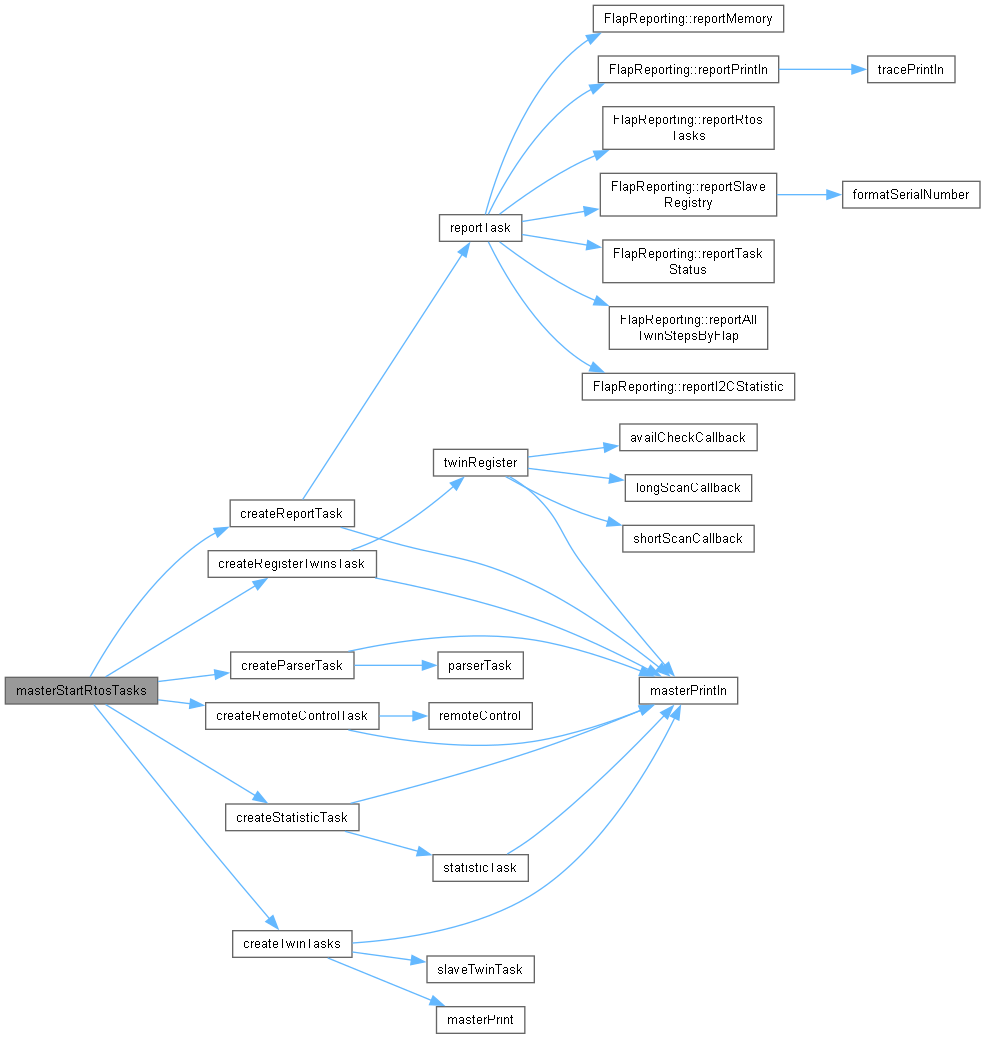 FlapReporting::reportMemory
FlapReporting::reportPrintln
tracePrintln
FlapReporting::reportRtos
Tasks
FlapReporting::reportSlave
Registry
formatSerialNumber
reportTask
FlapReporting::reportTask
Status
FlapReporting::reportAll
TwinStepsByFlap
FlapReporting::reportI2CStatistic
availCheckCallback
twinRegister
longScanCallback
createReportTask
shortScanCallback
createRegisterTwinsTask
createParserTask
parserTask
masterStartRtosTasks
masterPrintln
createRemoteControlTask
remoteControl
createStatisticTask
statisticTask
createTwinTasks
slaveTwinTask
masterPrint